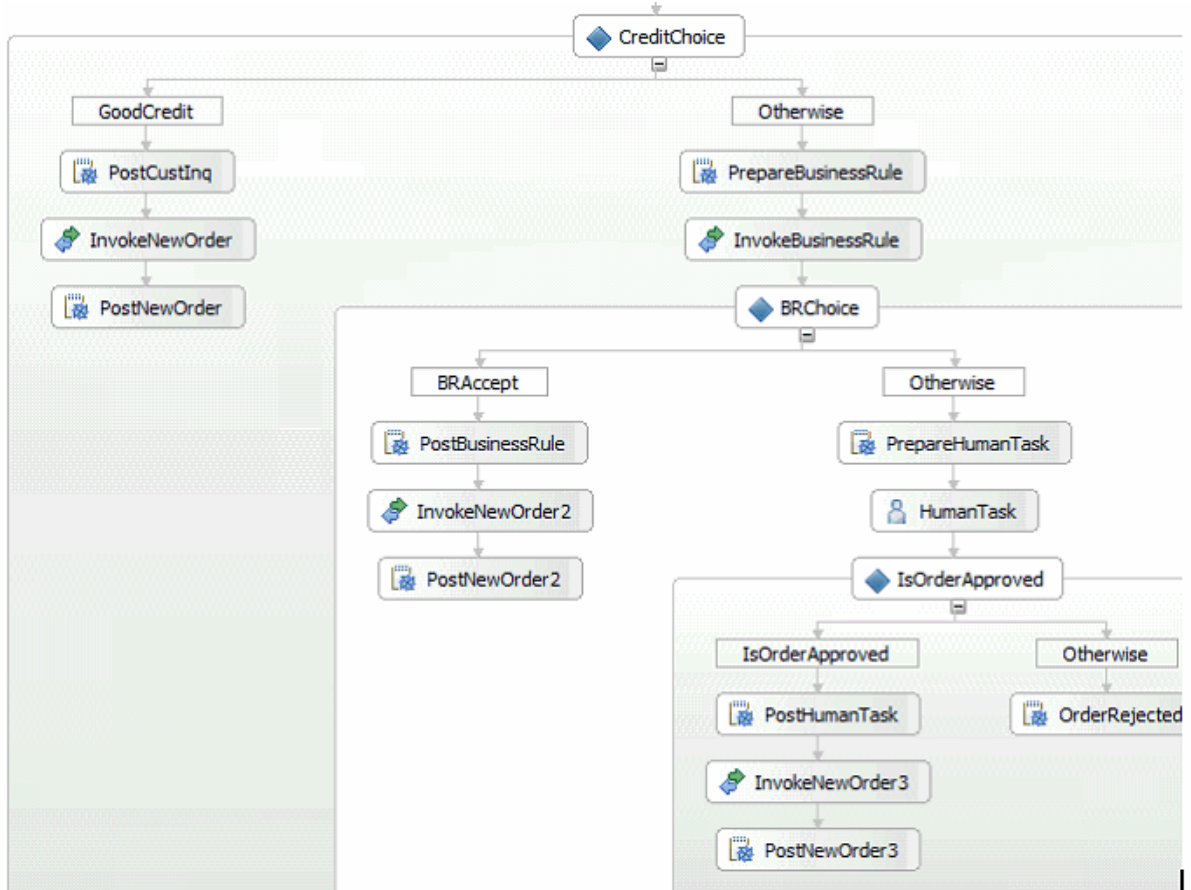 CreditChoice
GoodCredit
Otherwise
PostCustInq
PrepareBusinessRule
InvokeNewOrder
InvokeBusinessRule
PostNewOrder
BRChoice
BRAccept
Otherwise
PostBusinessRule
PrepareHumanTask
InvokeNewOrder2
HumanTask
PostNewOrder2
IsOrderApproved
IsOrderApproved
Otherwise
PostHumanTask
OrderRejected
InvokeNewOrder3
PostNewOrder3